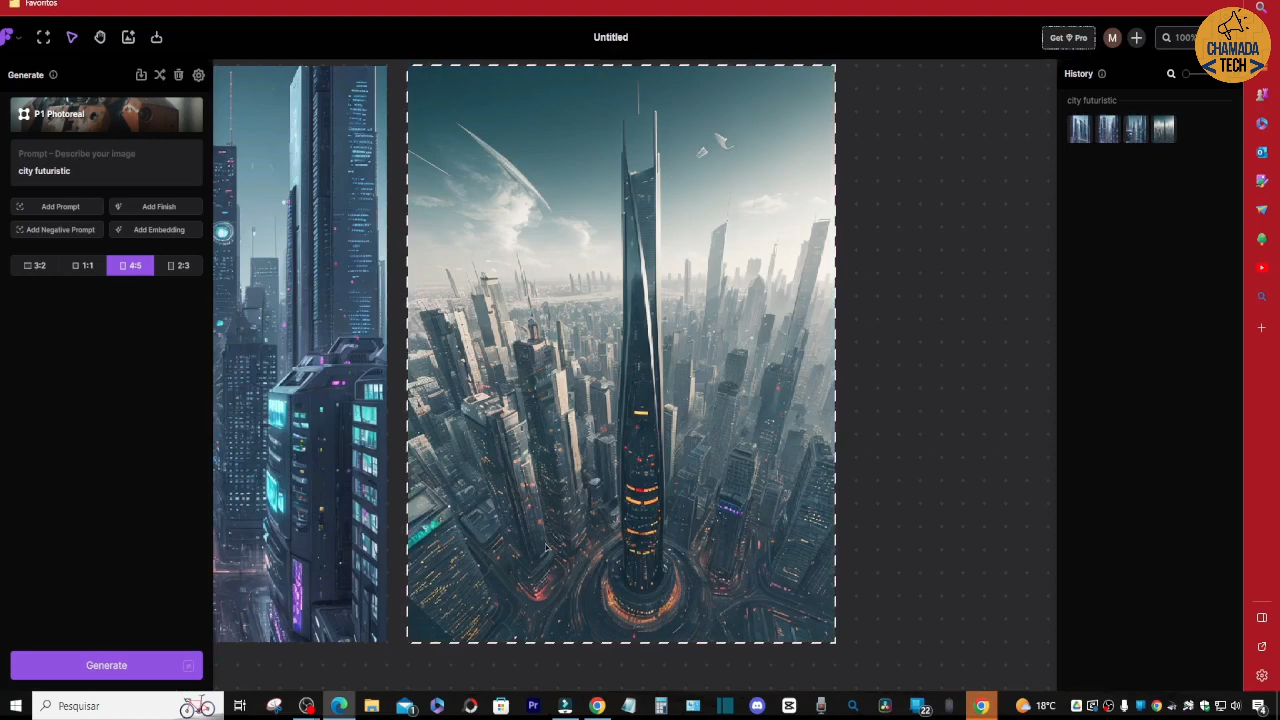 Favoritos
Untitled
Get Pro
M
100%
CHAMADA
TECH
Generate
P1 Photoreal
Prompt – Describe your image
city futuristic
Add Prompt
Add Finish
Add Negative Prompt
Add Embedding
3:2
1:1
4:5
2:3
Generate
History
city futuristic
Pesquisar
Pr
22
18°C